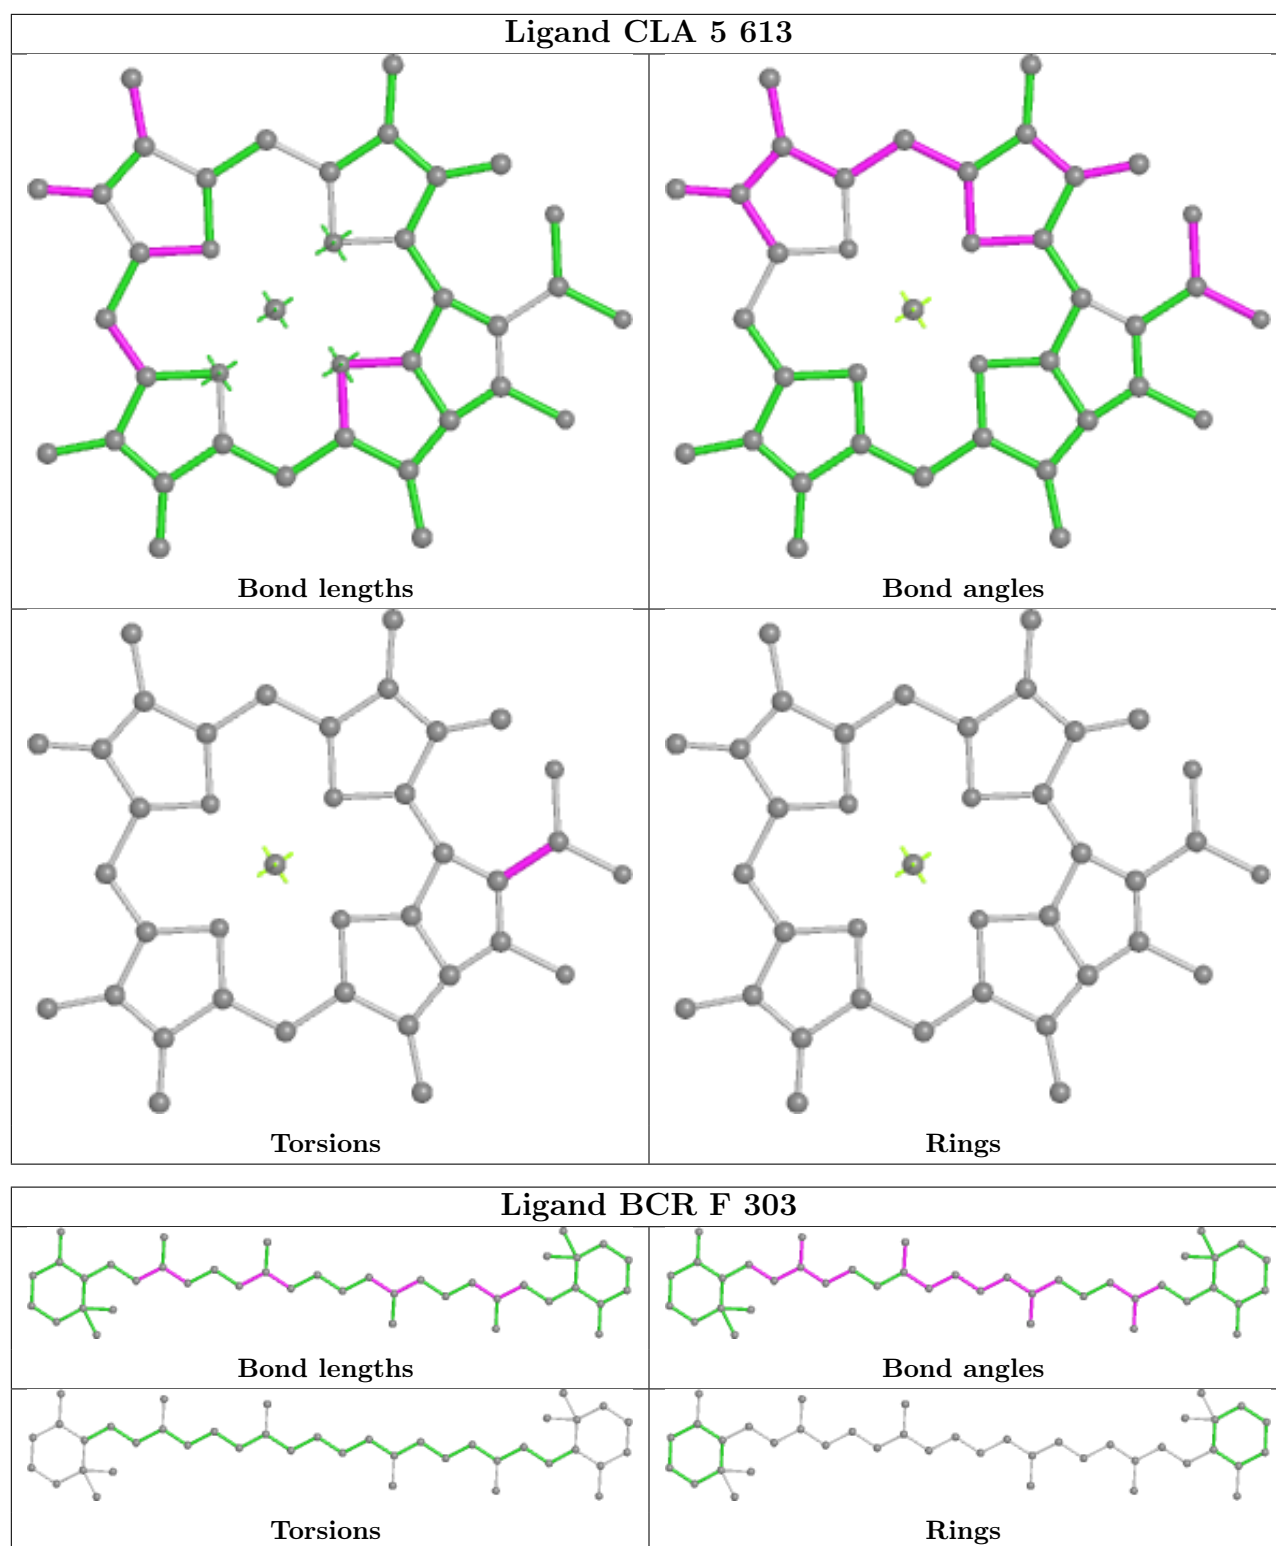 Ligand CLA 5 613
Bond lengths
Bond angles
Torsions
Rings
Ligand BCR F 303
Bond lengths
Bond angles
Torsions
Rings